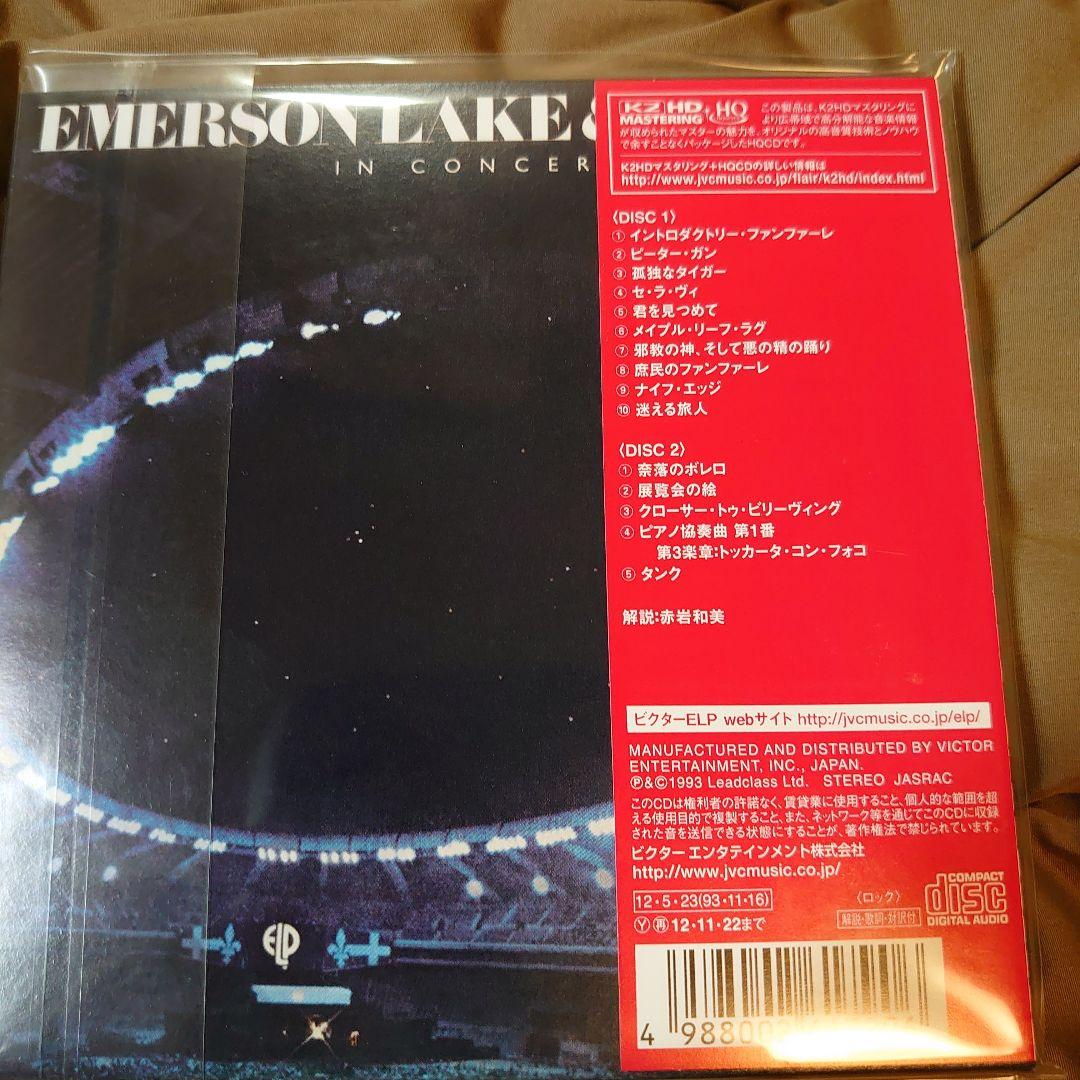 EMERSON LAKE &
IN CONCER
K2 HD
MASTERING + HQ
この製品は、K2HDマスタリングに
より広帯域で高分解能な音楽情報
が収められたマスターの魅力を、オリジナルの高音質技術とノウハウ
で余すことなくパッケージしたHQCDです。
K2HDマスタリング+HQCDの詳しい情報は
http://www.jvcmusic.co.jp/flair/k2hd/index.html
〈DISC 1〉
① イントロダクトリー・ファンファーレ
② ピーター・ガン
③ 孤独なタイガー
④ セ・ラ・ヴィ
⑤ 君を見つめて
⑥ メイプル・リーフ・ラグ
⑦ 邪教の神、そして悪の精の踊り
⑧ 庶民のファンファーレ
⑨ ナイフ・エッジ
⑩ 迷える旅人
〈DISC 2〉
① 奈落のボレロ
② 展覧会の絵
③ クローサー・トゥ・ビリーヴィング
④ ピアノ協奏曲 第1番
第3楽章:トッカータ・コン・フォコ
⑤ タンク
解説:赤岩和美
ビクターELP webサイト http://jvcmusic.co.jp/elp/
MANUFACTURED AND DISTRIBUTED BY VICTOR
ENTERTAINMENT, INC., JAPAN.
Ⓟ&©1993 Leadclass Ltd. STEREO JASRAC
このCDは権利者の許諾なく、賃貸業に使用すること、個人的な範囲を超
える使用目的で複製すること、また、ネットワーク等を通じてこのCDに収録
された音を送信できる状態にすることが、著作権法で禁じられています。
ビクターエンタテインメント株式会社
http://www.jvcmusic.co.jp/
12・5・23(93・11・16)
〈ロック〉
Ⓨ再12・11・22まで
解説・歌詞・対訳付
COMPACT
disc
DIGITAL AUDIO
ELP
4 98800